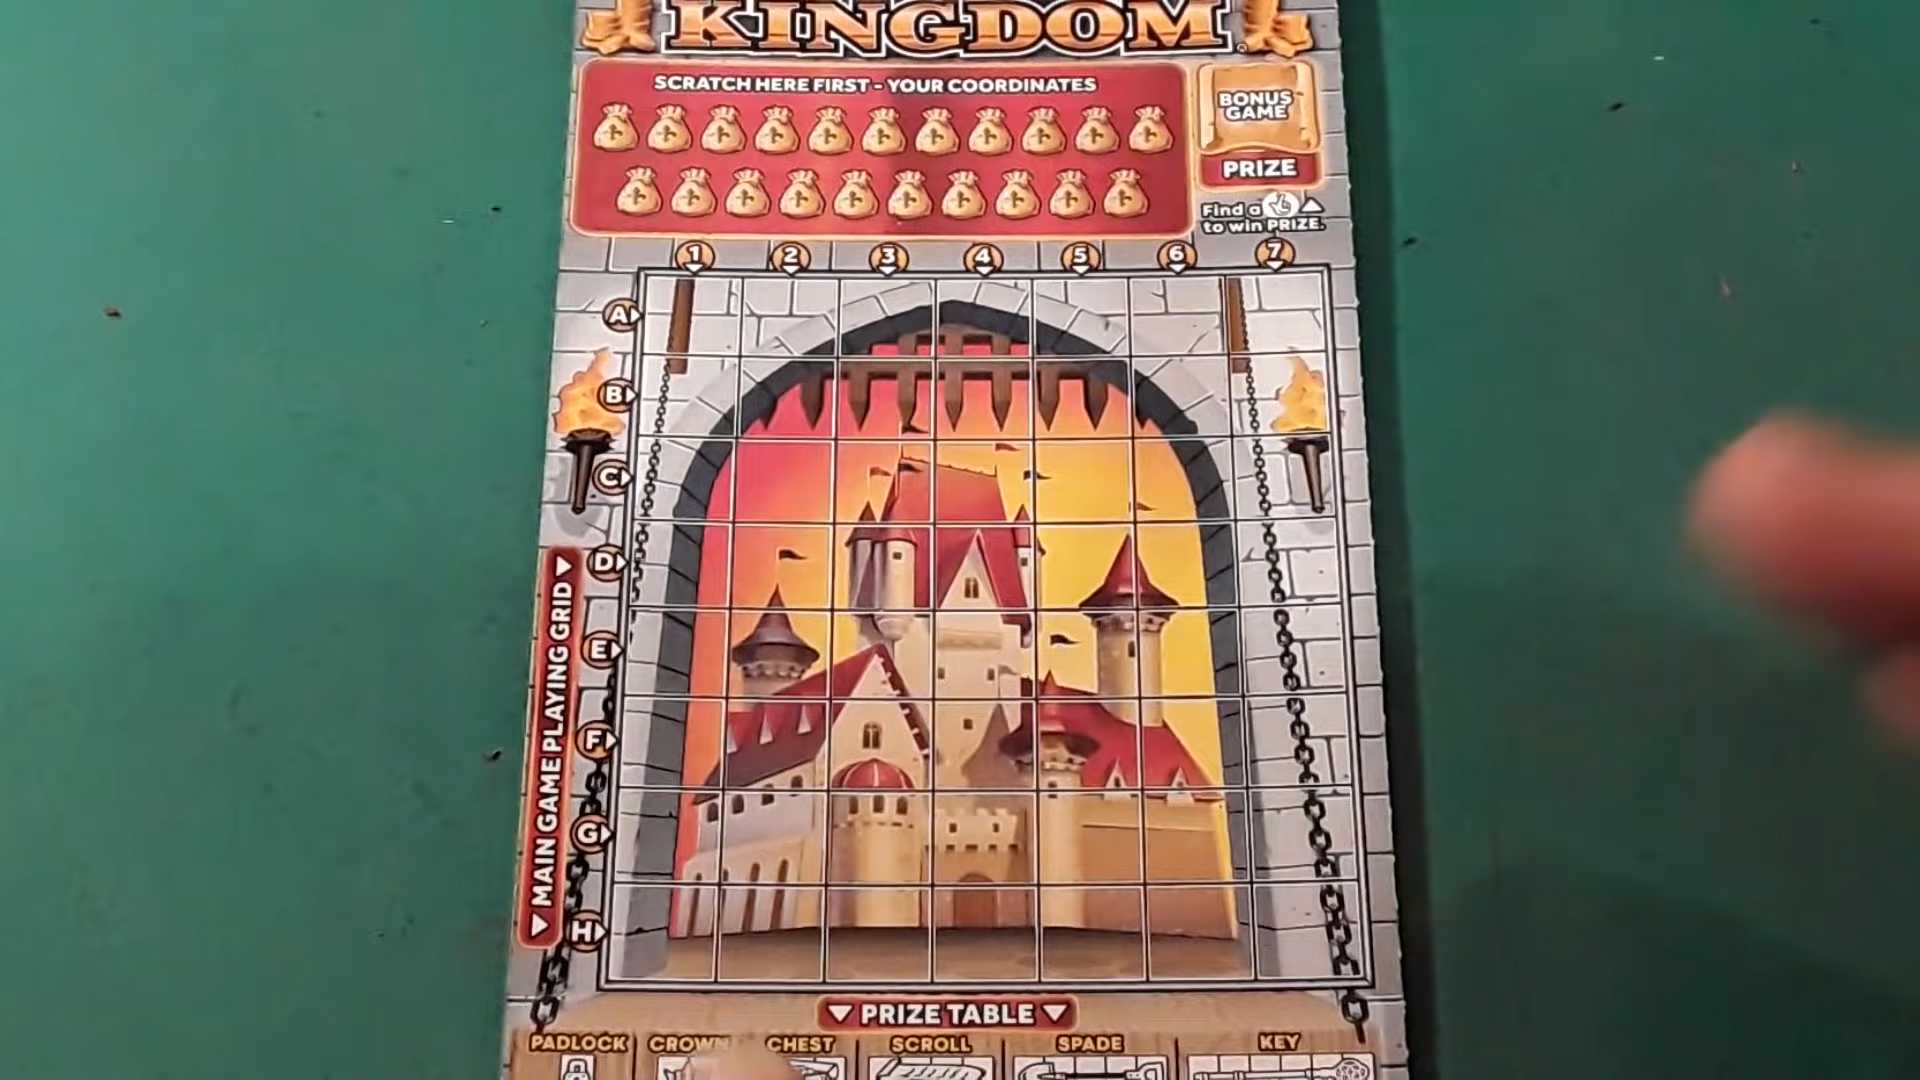 KINGDOM
SCRATCH HERE FIRST - YOUR COORDINATES
BONUS
GAME
PRIZE
Find a
to win PRIZE.
1 2 3 4 5 6 7
A
B
C
D
E
F
G
H
MAIN GAME PLAYING GRID
PRIZE TABLE
PADLOCK CROWN CHEST SCROLL SPADE KEY